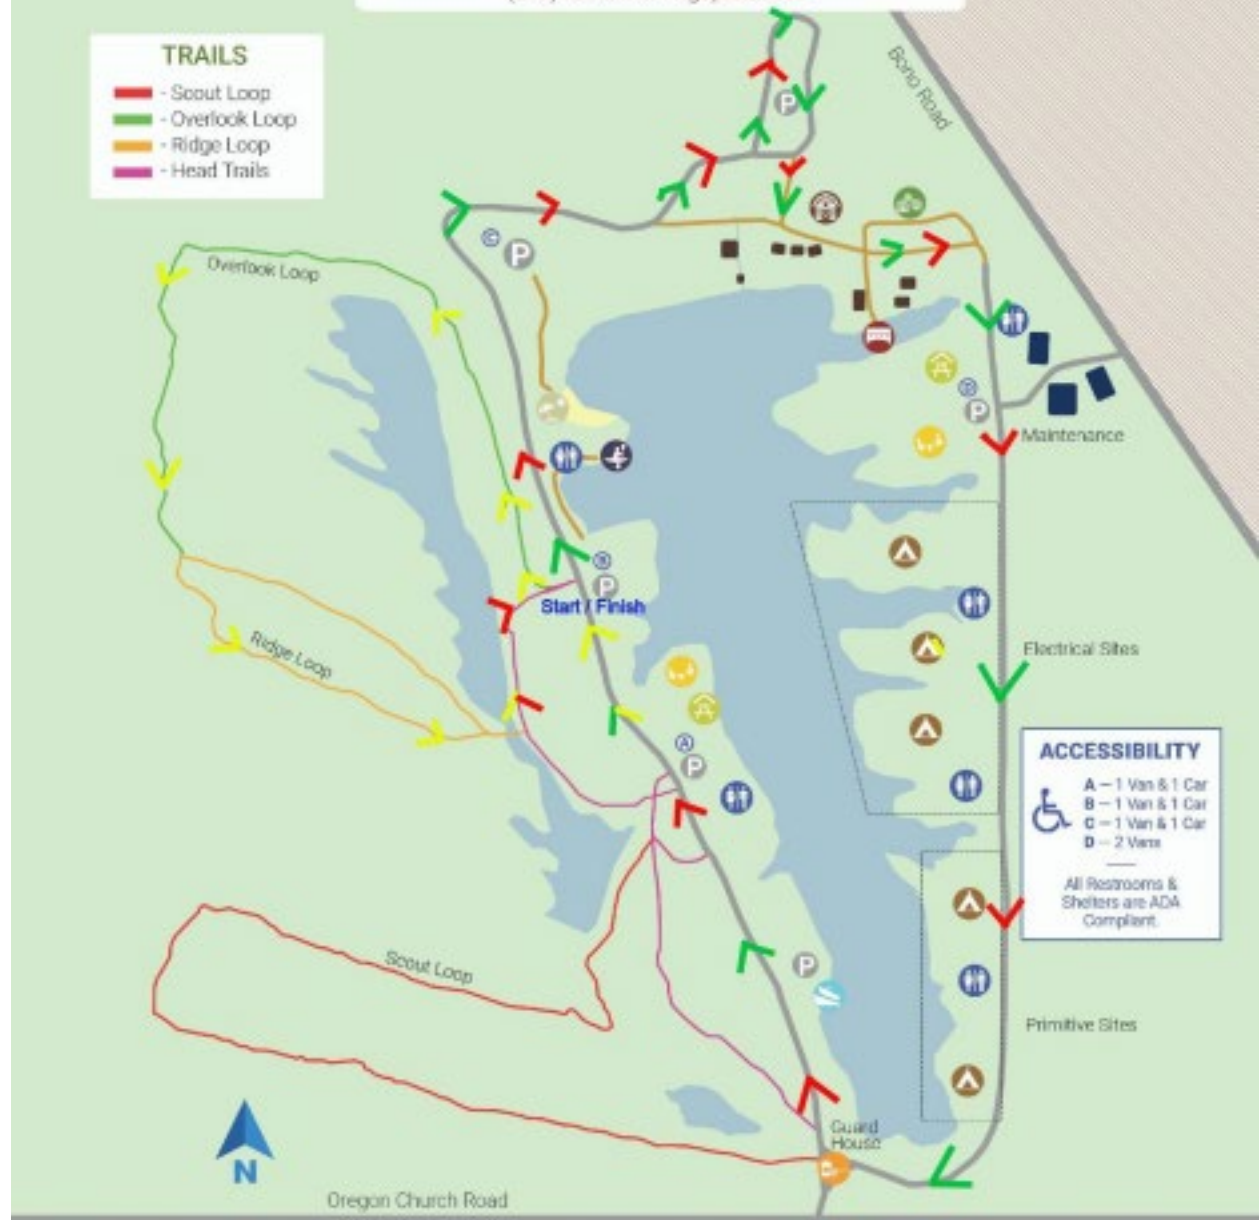 TRAILS
- Scout Loop
- Overlook Loop
- Ridge Loop
- Head Trails
Bono Road
P
C
P
Overlook Loop
D
P
Maintenance
B
P
Start / Finish
Ridge Loop
Electrical Sites
A
P
ACCESSIBILITY
A – 1 Van & 1 Car
B – 1 Van & 1 Car
C – 1 Van & 1 Car
D – 2 Vans
All Restrooms &
Shelters are ADA
Compliant.
Scout Loop
P
Primitive Sites
Guard
House
N
Oregon Church Road